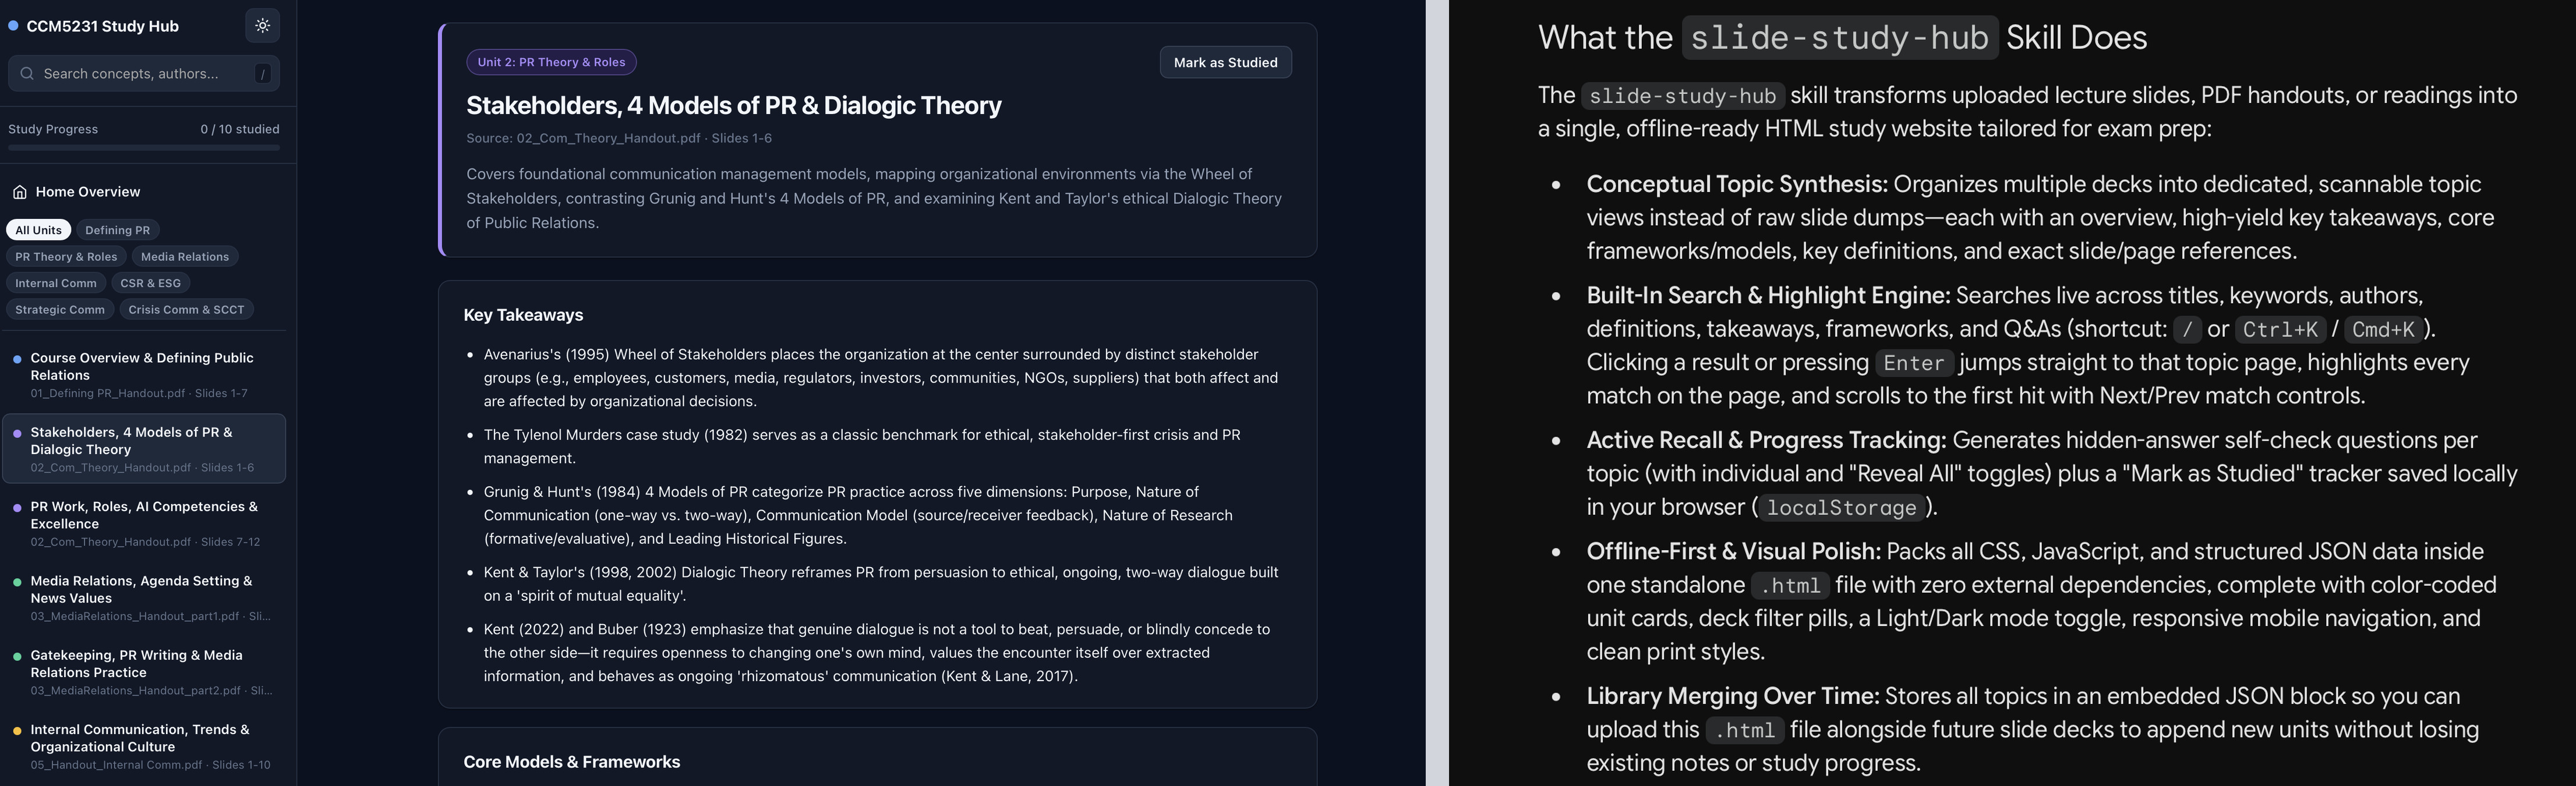 CCM5231 Study Hub
Search concepts, authors...
/
Study Progress
0 / 10 studied
Home Overview
All Units
Defining PR
PR Theory & Roles
Media Relations
Internal Comm
CSR & ESG
Strategic Comm
Crisis Comm & SCCT
Course Overview & Defining Public
Relations
01_Defining PR_Handout.pdf · Slides 1-7
Stakeholders, 4 Models of PR &
Dialogic Theory
02_Com_Theory_Handout.pdf · Slides 1-6
PR Work, Roles, AI Competencies &
Excellence
02_Com_Theory_Handout.pdf · Slides 7-12
Media Relations, Agenda Setting &
News Values
03_MediaRelations_Handout_part1.pdf · Sli...
Gatekeeping, PR Writing & Media
Relations Practice
03_MediaRelations_Handout_part2.pdf · Sli...
Internal Communication, Trends &
Organizational Culture
05_Handout_Internal Comm.pdf · Slides 1-10
Unit 2: PR Theory & Roles
Mark as Studied
Stakeholders, 4 Models of PR & Dialogic Theory
Source: 02_Com_Theory_Handout.pdf · Slides 1-6
Covers foundational communication management models, mapping organizational environments via the Wheel of
Stakeholders, contrasting Grunig and Hunt's 4 Models of PR, and examining Kent and Taylor's ethical Dialogic Theory
of Public Relations.
Key Takeaways
• Avenarius's (1995) Wheel of Stakeholders places the organization at the center surrounded by distinct stakeholder
groups (e.g., employees, customers, media, regulators, investors, communities, NGOs, suppliers) that both affect and
are affected by organizational decisions.
• The Tylenol Murders case study (1982) serves as a classic benchmark for ethical, stakeholder-first crisis and PR
management.
• Grunig & Hunt's (1984) 4 Models of PR categorize PR practice across five dimensions: Purpose, Nature of
Communication (one-way vs. two-way), Communication Model (source/receiver feedback), Nature of Research
(formative/evaluative), and Leading Historical Figures.
• Kent & Taylor's (1998, 2002) Dialogic Theory reframes PR from persuasion to ethical, ongoing, two-way dialogue built
on a 'spirit of mutual equality'.
• Kent (2022) and Buber (1923) emphasize that genuine dialogue is not a tool to beat, persuade, or blindly concede to
the other side—it requires openness to changing one's own mind, values the encounter itself over extracted
information, and behaves as ongoing 'rhizomatous' communication (Kent & Lane, 2017).
Core Models & Frameworks
What the slide-study-hub Skill Does
The slide-study-hub skill transforms uploaded lecture slides, PDF handouts, or readings into
a single, offline-ready HTML study website tailored for exam prep:
• Conceptual Topic Synthesis: Organizes multiple decks into dedicated, scannable topic
views instead of raw slide dumps—each with an overview, high-yield key takeaways, core
frameworks/models, key definitions, and exact slide/page references.
• Built-In Search & Highlight Engine: Searches live across titles, keywords, authors,
definitions, takeaways, frameworks, and Q&As (shortcut: / or Ctrl+K / Cmd+K).
Clicking a result or pressing Enter jumps straight to that topic page, highlights every
match on the page, and scrolls to the first hit with Next/Prev match controls.
• Active Recall & Progress Tracking: Generates hidden-answer self-check questions per
topic (with individual and "Reveal All" toggles) plus a "Mark as Studied" tracker saved locally
in your browser (localStorage).
• Offline-First & Visual Polish: Packs all CSS, JavaScript, and structured JSON data inside
one standalone .html file with zero external dependencies, complete with color-coded
unit cards, deck filter pills, a Light/Dark mode toggle, responsive mobile navigation, and
clean print styles.
• Library Merging Over Time: Stores all topics in an embedded JSON block so you can
upload this .html file alongside future slide decks to append new units without losing
existing notes or study progress.